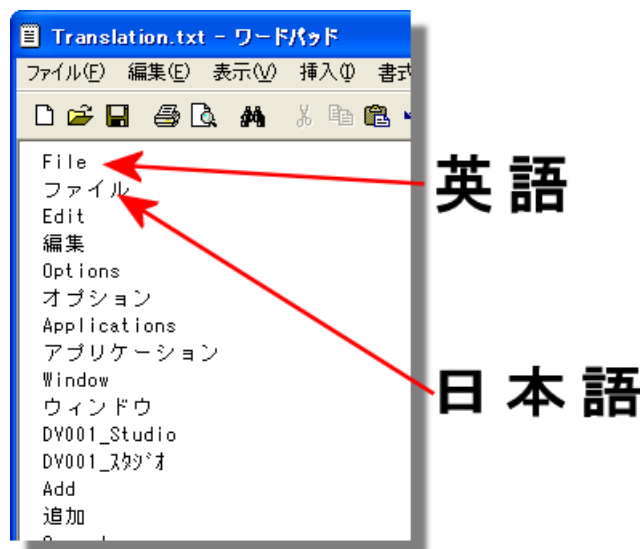 Translation.txt - ワードパッド
ファイル(F) 編集(E) 表示(V) 挿入(I) 書式
File
英語
ファイル
Edit
編集
Options
オプション
Applications
アプリケーション
Window
日本語
ウィンドウ
DV001_Studio
DV001_ｽﾀｼﾞｵ
Add
追加